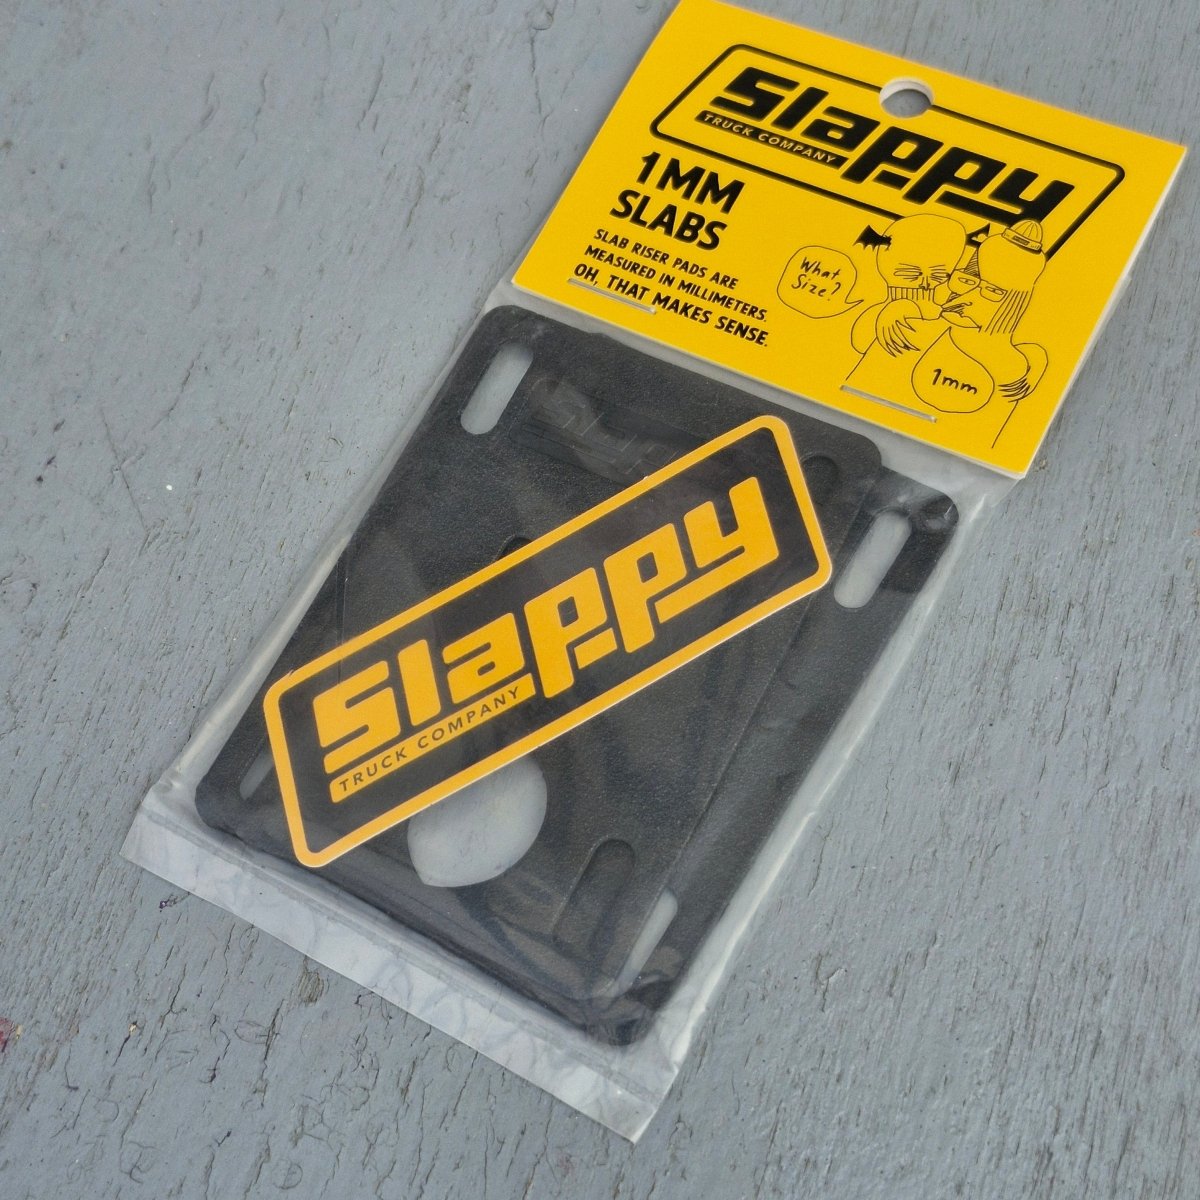 Slappy
TRUCK COMPANY
1MM
SLABS
SLAB RISER PADS ARE
MEASURED IN MILLIMETERS.
OH, THAT MAKES SENSE.
What
Size?
1mm
Slappy
TRUCK COMPANY